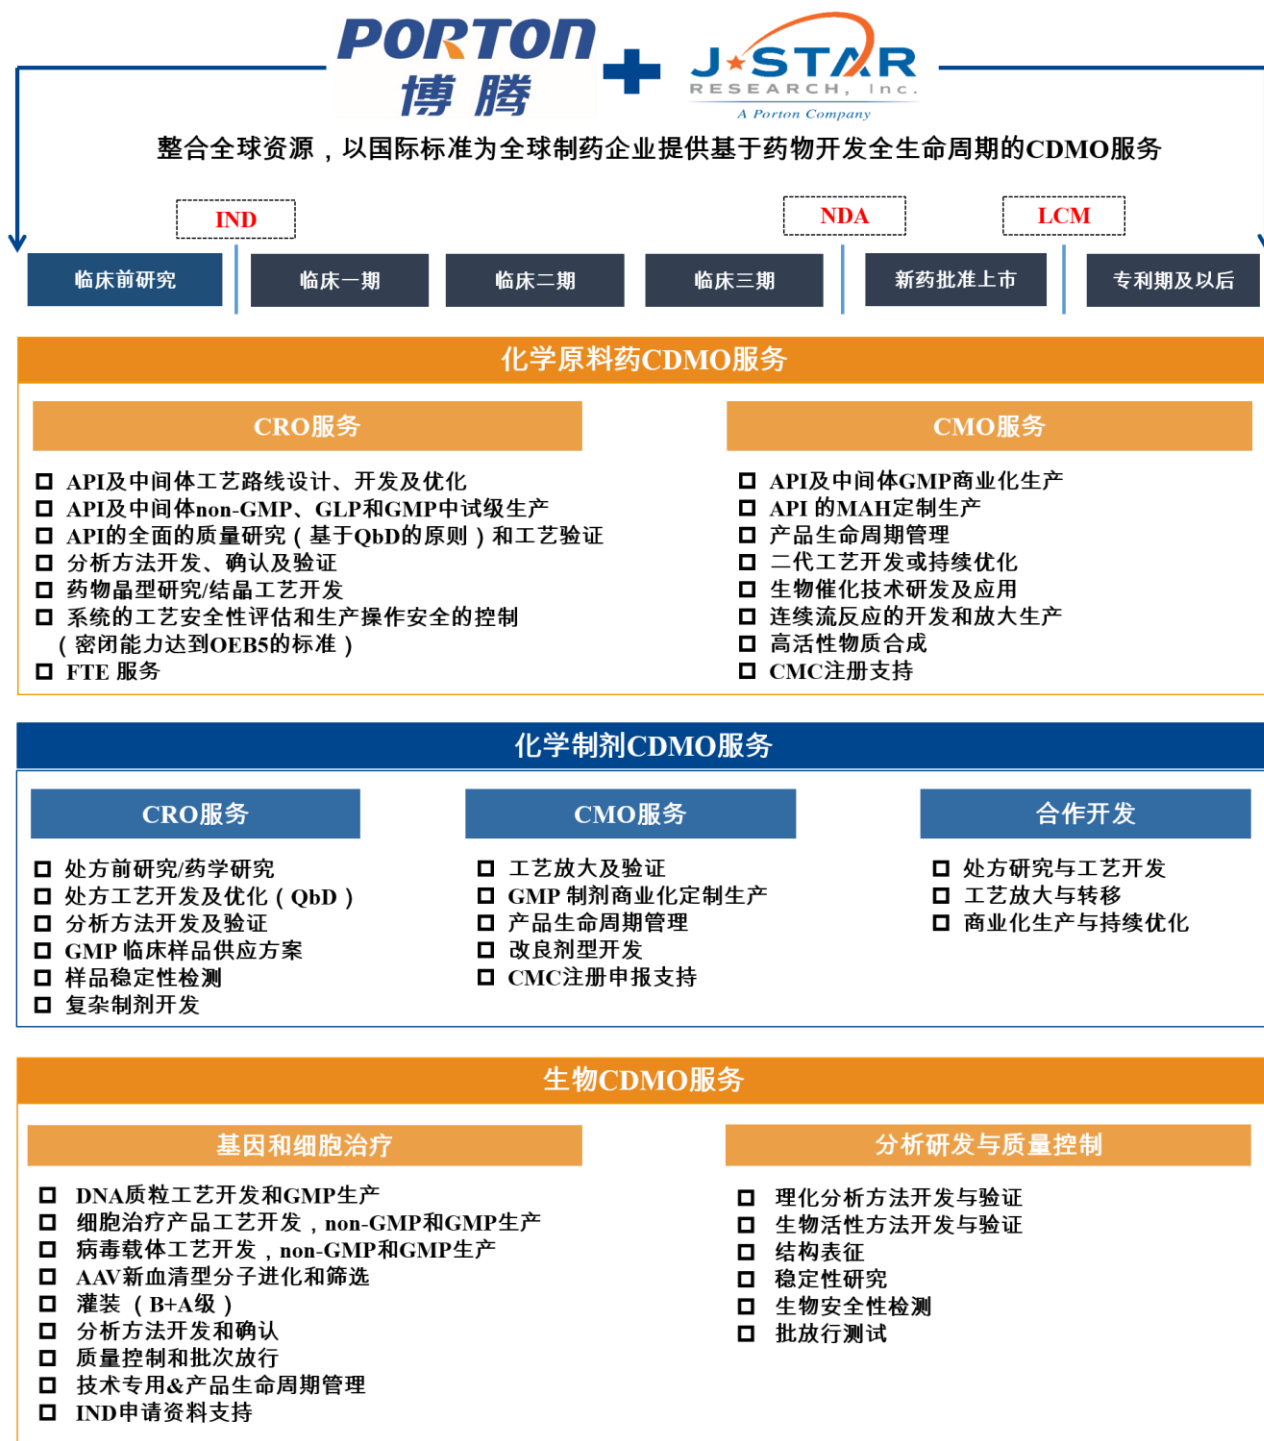 PORTON
博腾
J★STAR
RESEARCH, Inc.
A Porton Company
整合全球资源，以国际标准为全球制药企业提供基于药物开发全生命周期的CDMO服务
IND
NDA
LCM
临床前研究
临床一期
临床二期
临床三期
新药批准上市
专利期及以后
化学原料药CDMO服务
CRO服务
API及中间体工艺路线设计、开发及优化
API及中间体non-GMP、GLP和GMP中试级生产
API的全面的质量研究（基于QbD的原则）和工艺验证
分析方法开发、确认及验证
药物晶型研究/结晶工艺开发
系统的工艺安全性评估和生产操作安全的控制
（密闭能力达到OEB5的标准）
FTE 服务
CMO服务
API及中间体GMP商业化生产
API 的MAH定制生产
产品生命周期管理
二代工艺开发或持续优化
生物催化技术研发及应用
连续流反应的开发和放大生产
高活性物质合成
CMC注册支持
化学制剂CDMO服务
CRO服务
处方前研究/药学研究
处方工艺开发及优化（QbD）
分析方法开发及验证
GMP 临床样品供应方案
样品稳定性检测
复杂制剂开发
CMO服务
工艺放大及验证
GMP 制剂商业化定制生产
产品生命周期管理
改良剂型开发
CMC注册申报支持
合作开发
处方研究与工艺开发
工艺放大与转移
商业化生产与持续优化
生物CDMO服务
基因和细胞治疗
DNA质粒工艺开发和GMP生产
细胞治疗产品工艺开发，non-GMP和GMP生产
病毒载体工艺开发，non-GMP和GMP生产
AAV新血清型分子进化和筛选
灌装（B+A级）
分析方法开发和确认
质量控制和批次放行
技术专用&产品生命周期管理
IND申请资料支持
分析研发与质量控制
理化分析方法开发与验证
生物活性方法开发与验证
结构表征
稳定性研究
生物安全性检测
批放行测试